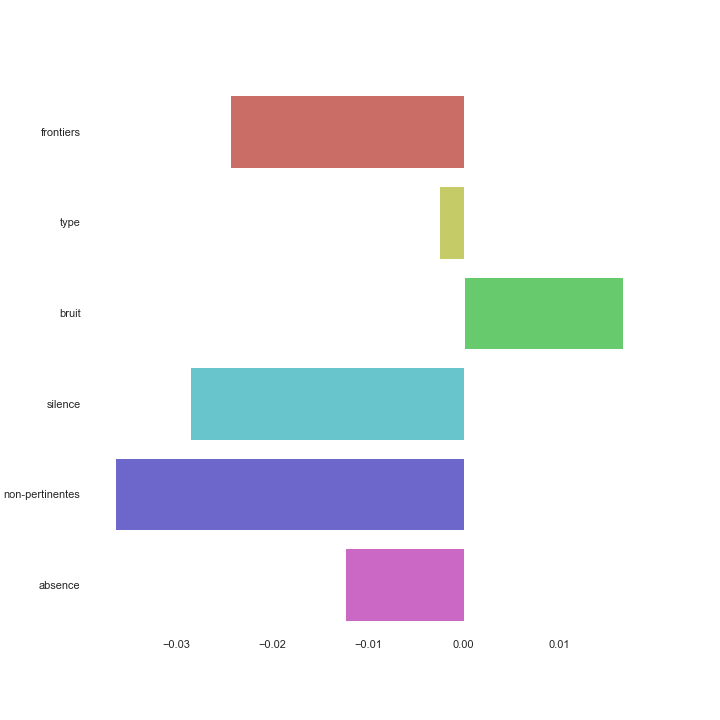 frontiers
type
bruit
silence
non-pertinentes
absence
−0.03 −0.02 −0.01 0.00 0.01